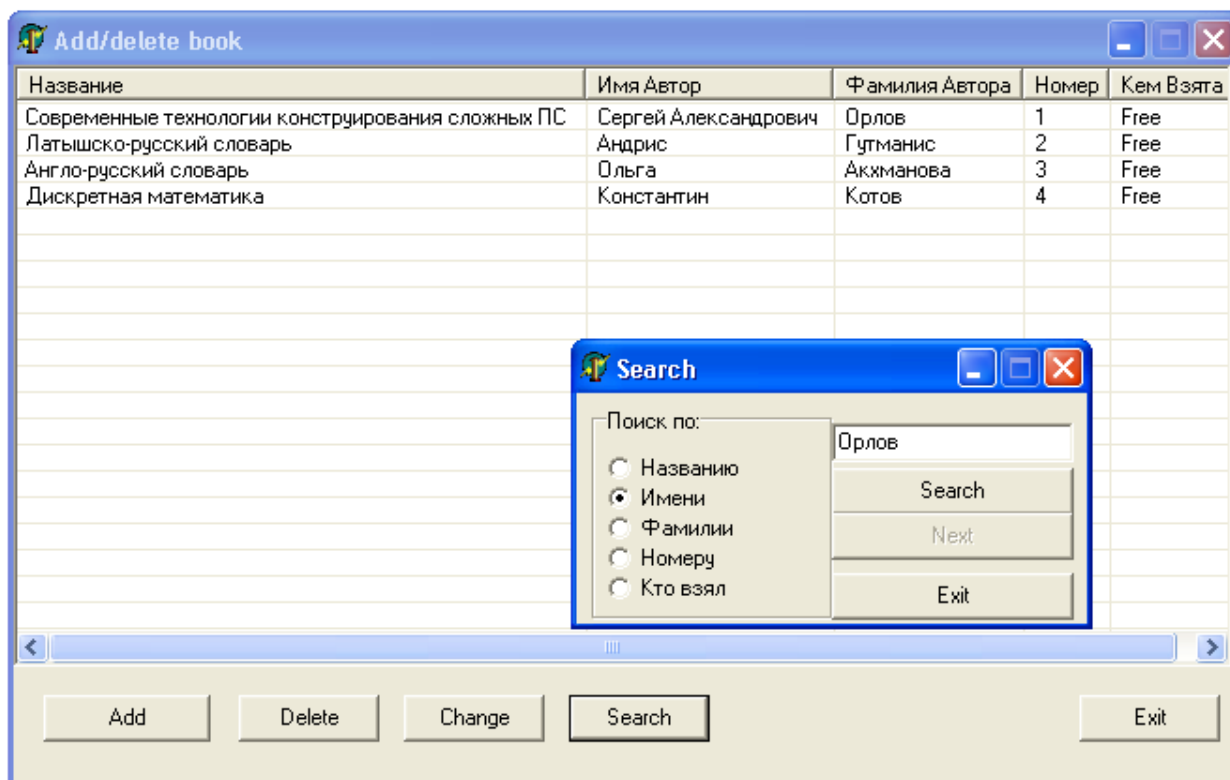 Add/delete book
Название Имя Автор Фамилия Автора Номер Кем Взята
Современные технологии конструирования сложных ПС Сергей Александрович Орлов 1 Free
Латышско-русский словарь Андрис Гутманис 2 Free
Англо-русский словарь Ольга Акхманова 3 Free
Дискретная математика Константин Котов 4 Free
Search
Поиск по:
Названию
Имени
Фамилии
Номеру
Кто взял
Орлов
Search
Next
Exit
Add Delete Change Search Exit